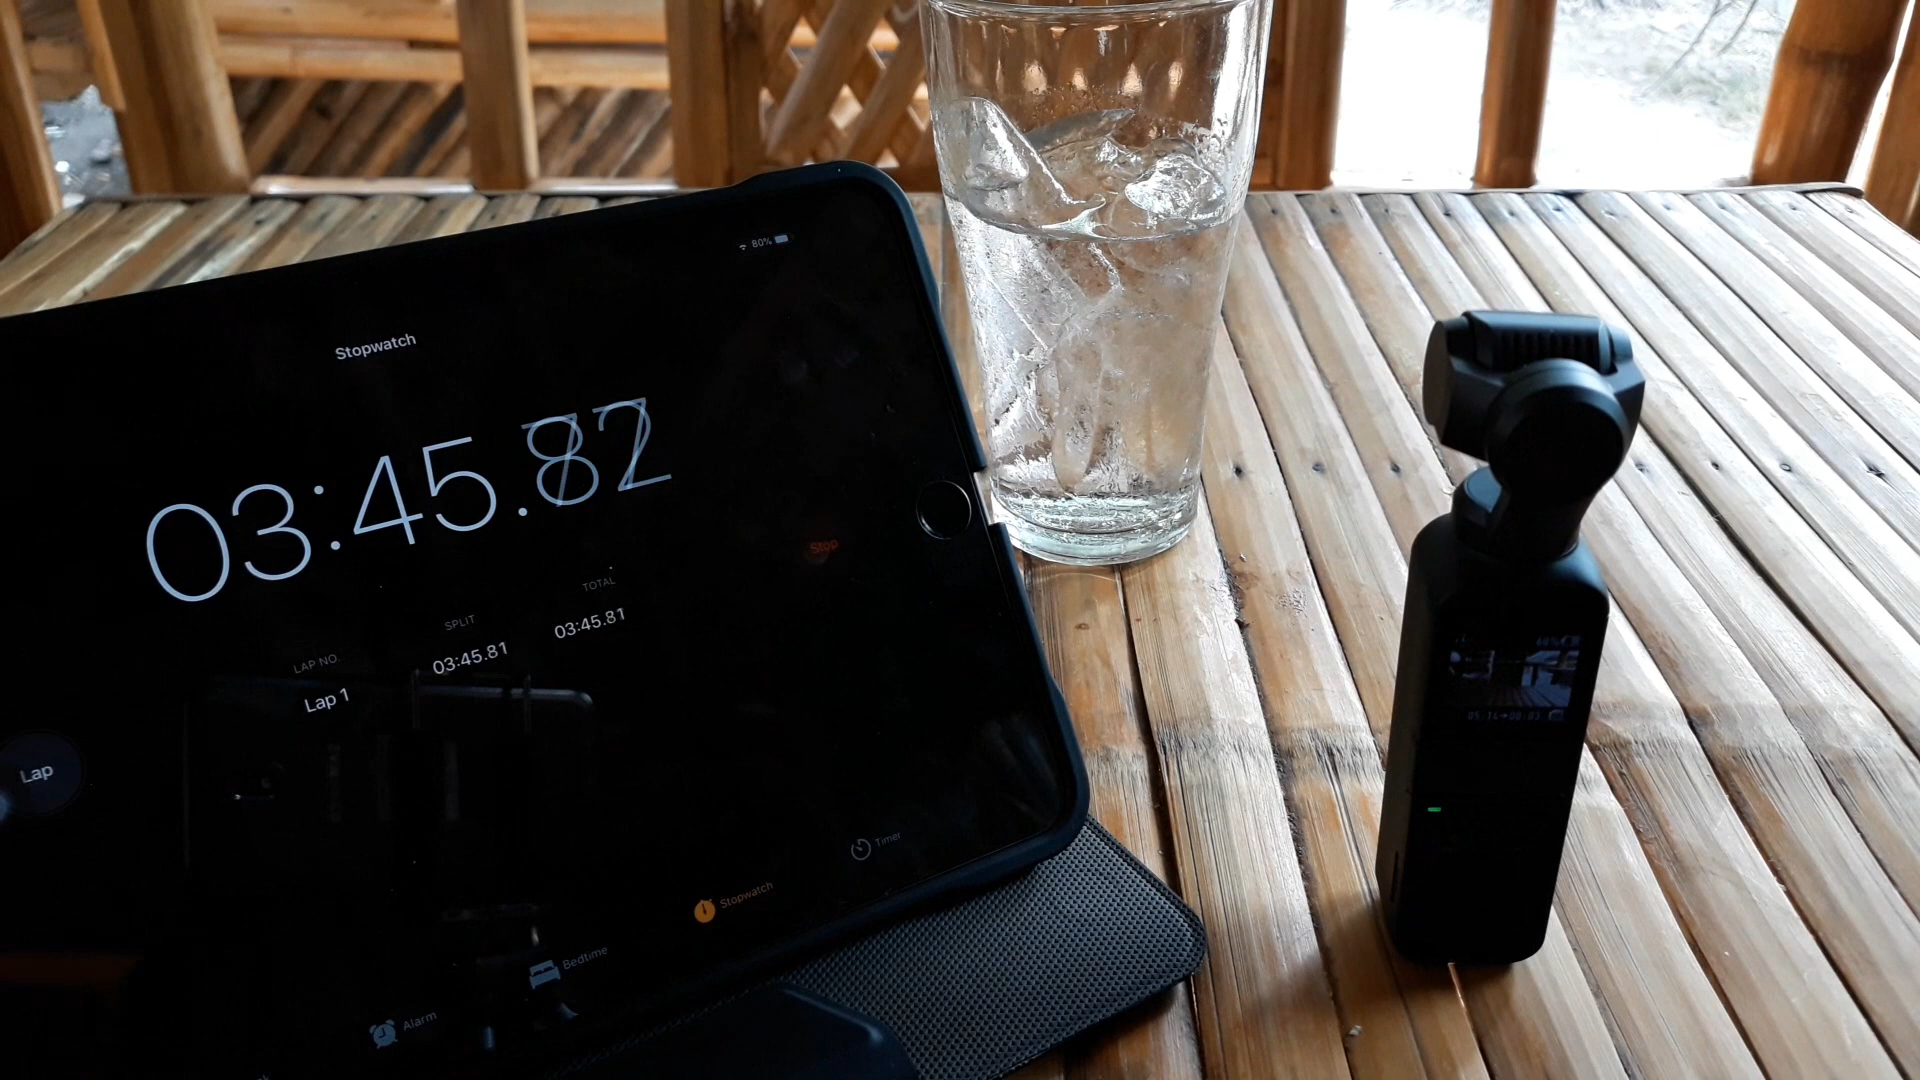 80%
Stopwatch
03:45.82
Stop
SPLIT
TOTAL
03:45.81
03:45.81
LAP NO.
Lap 1
Lap
Timer
Stopwatch
Bedtime
Alarm